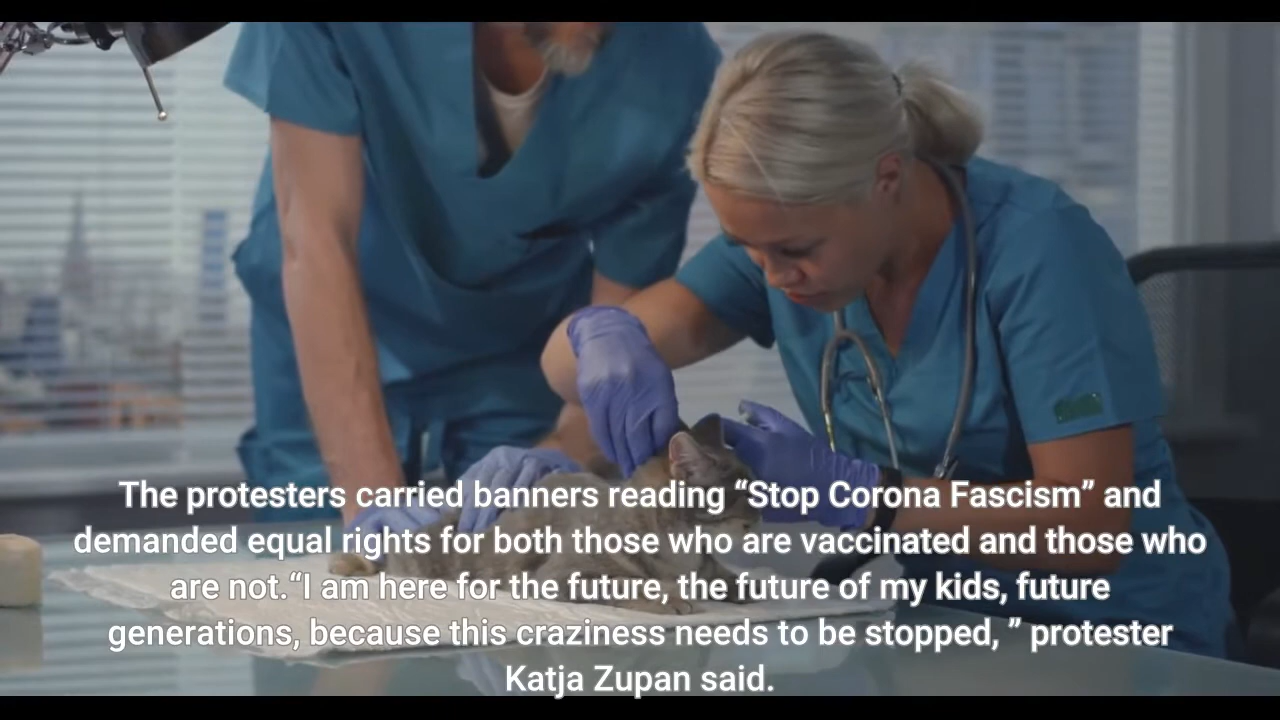 The protesters carried banners reading “Stop Corona Fascism” and
demanded equal rights for both those who are vaccinated and those who
are not.“I am here for the future, the future of my kids, future
generations, because this craziness needs to be stopped, ” protester
Katja Zupan said.